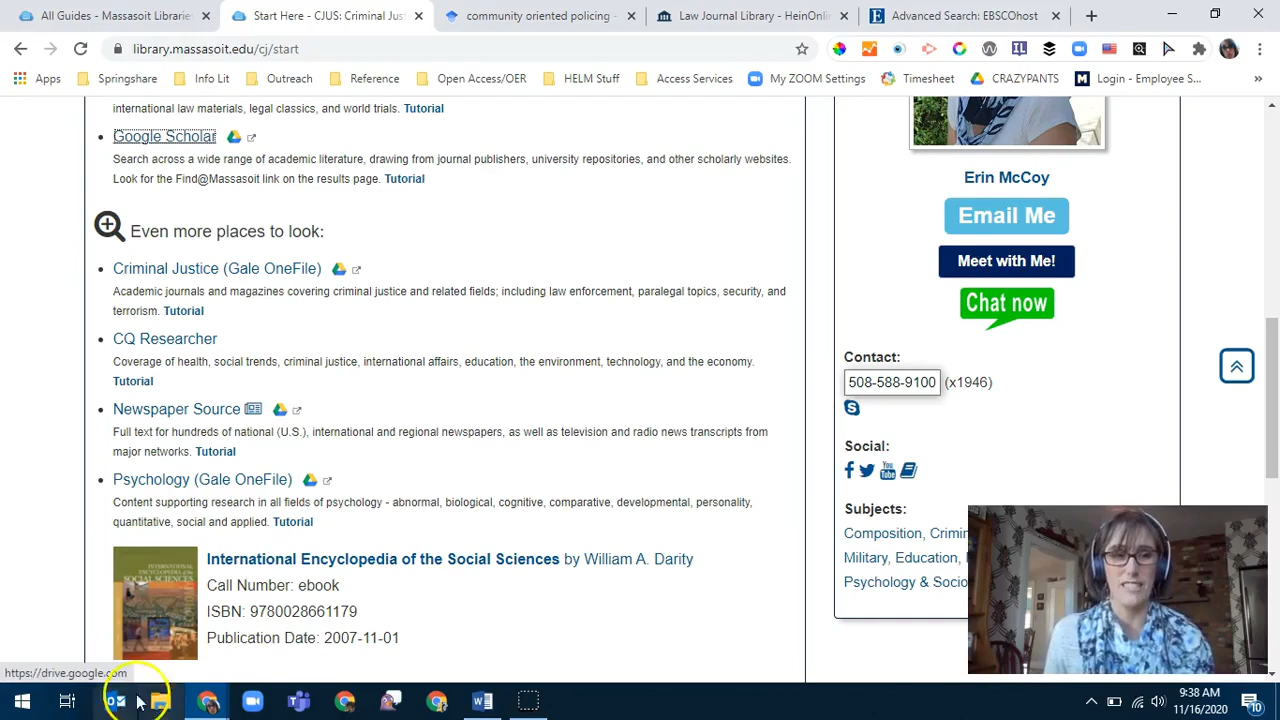 All Guides - Massasoit Libraries
Start Here - CJUS: Criminal Jus
community oriented policing -
Law Journal Library - HeinOnlin
Advanced Search: EBSCOhost
library.massasoit.edu/cj/start
Apps
Springshare
Info Lit
Outreach
Reference
Open Access/OER
HELM Stuff
Access Services
My ZOOM Settings
Timesheet
CRAZYPANTS
Login - Employee S...
international law materials, legal classics, and world trials. Tutorial
Google Scholar
Search across a wide range of academic literature, drawing from journal publishers, university repositories, and other scholarly websites.
Look for the Find@Massasoit link on the results page. Tutorial
Even more places to look:
Criminal Justice (Gale OneFile)
Academic journals and magazines covering criminal justice and related fields; including law enforcement, paralegal topics, security, and
terrorism. Tutorial
CQ Researcher
Coverage of health, social trends, criminal justice, international affairs, education, the environment, technology, and the economy.
Tutorial
Newspaper Source
Full text for hundreds of national (U.S.), international and regional newspapers, as well as television and radio news transcripts from
major networks. Tutorial
Psychology (Gale OneFile)
Content supporting research in all fields of psychology - abnormal, biological, cognitive, comparative, developmental, personality,
quantitative, social and applied. Tutorial
INTERNATIONAL
ENCYCLOPEDIA OF THE
SOCIAL SCIENCES
International Encyclopedia of the Social Sciences by William A. Darity
Call Number: ebook
ISBN: 9780028661179
Publication Date: 2007-11-01
Erin McCoy
Email Me
Meet with Me!
Chat now
Contact:
508-588-9100 (x1946)
Social:
You
Tube
Subjects:
Composition, Crimin
Military, Education,
Psychology & Socio
https://drive.google.com
9:38 AM
11/16/2020
10